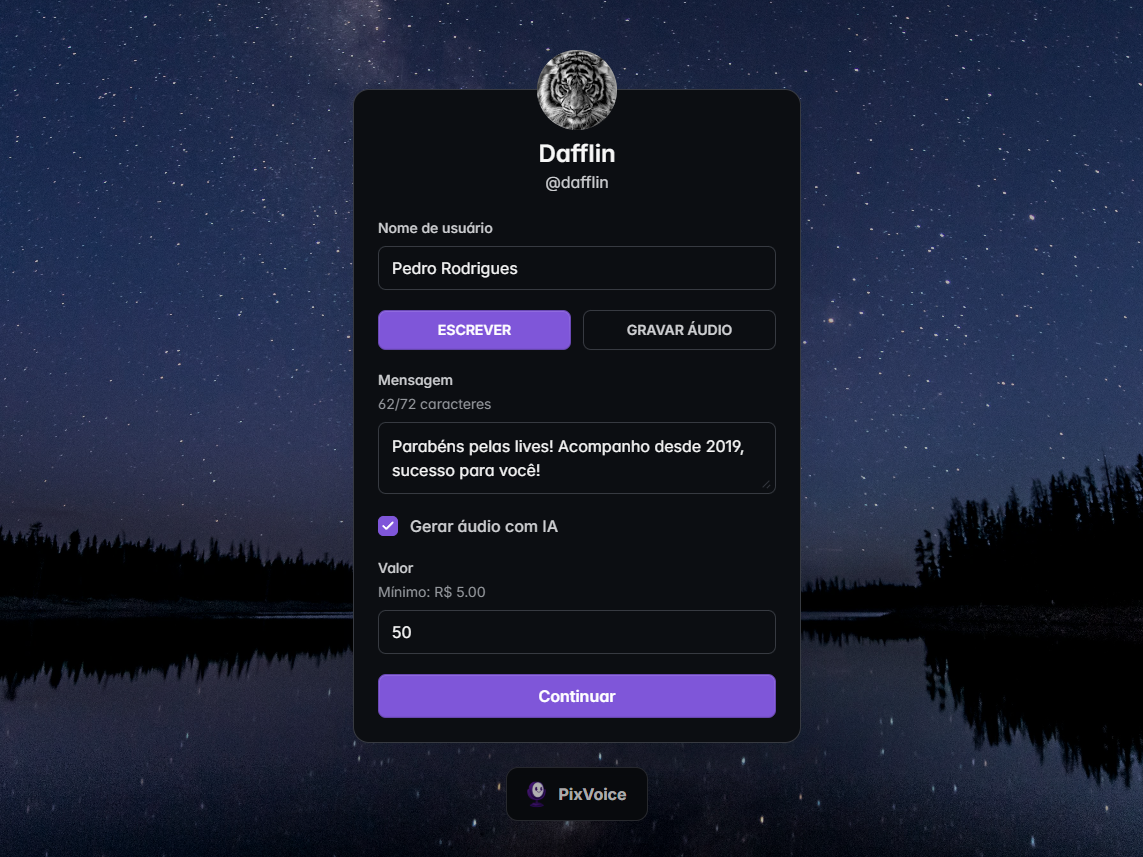 Dafflin
@dafflin
Nome de usuário
Pedro Rodrigues
ESCREVER
GRAVAR ÁUDIO
Mensagem
62/72 caracteres
Parabéns pelas lives! Acompanho desde 2019,
sucesso para você!
Gerar áudio com IA
Valor
Mínimo: R$ 5.00
50
Continuar
PixVoice